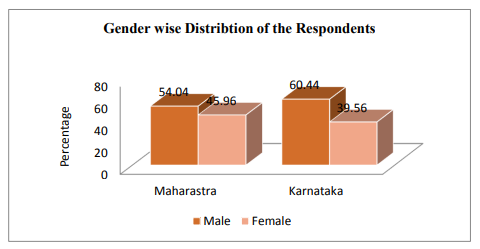 Gender wise Distribtion of the Respondents
Percentage
80
60
40
20
0
54.04
45.96
60.44
39.56
Maharastra
Karnataka
Male
Female